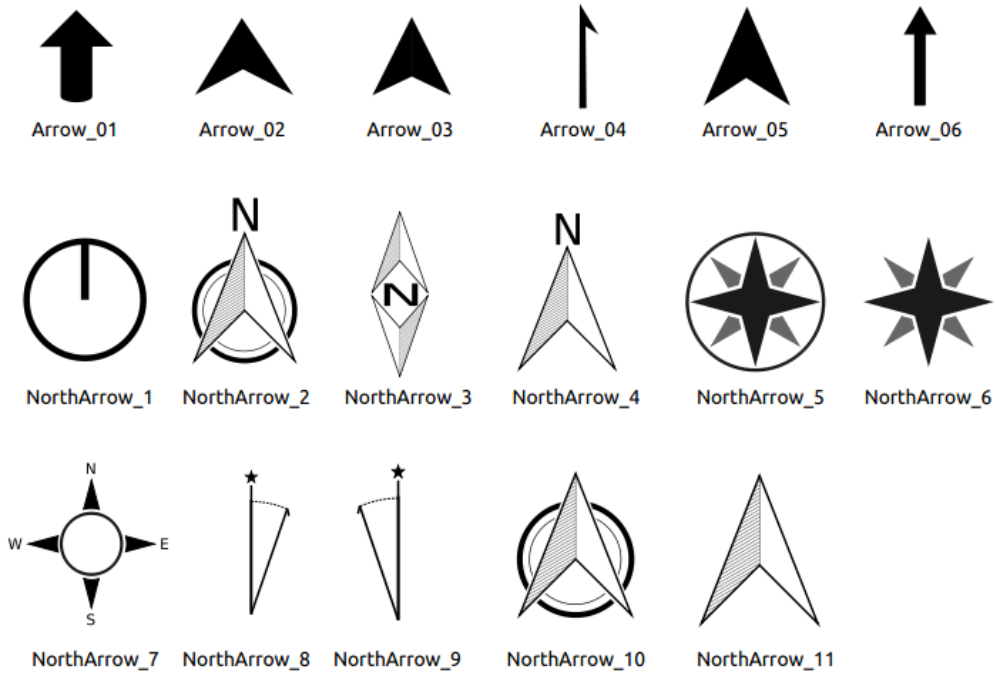 Arrow_01 Arrow_02 Arrow_03 Arrow_04 Arrow_05 Arrow_06
N N
N
NorthArrow_1 NorthArrow_2 NorthArrow_3 NorthArrow_4 NorthArrow_5 NorthArrow_6
N
W E
S
NorthArrow_7 NorthArrow_8 NorthArrow_9 NorthArrow_10 NorthArrow_11